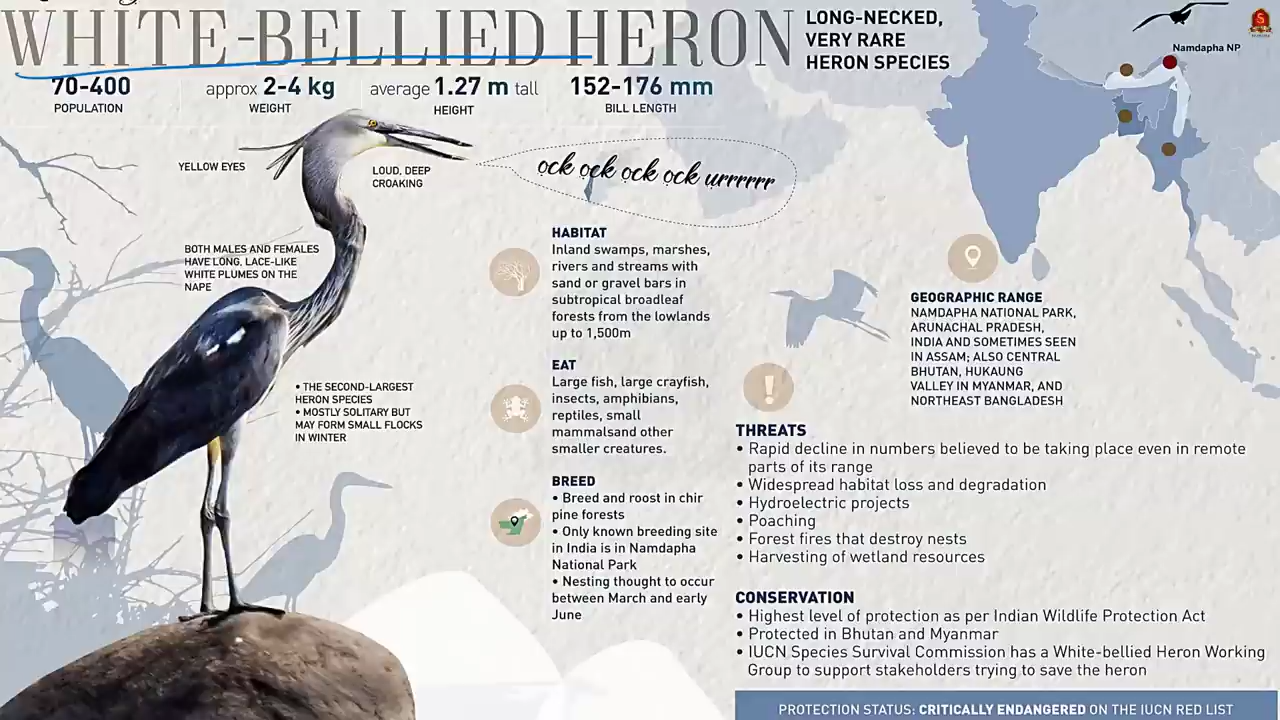 WHITE-BELLIED HERON
LONG-NECKED,
VERY RARE
HERON SPECIES
70-400
POPULATION
approx 2-4 kg
WEIGHT
average 1.27 m tall
HEIGHT
152-176 mm
BILL LENGTH
Namdapha NP
YELLOW EYES
LOUD, DEEP
CROAKING
ock ock ock ock urrrrrr
BOTH MALES AND FEMALES
HAVE LONG, LACE-LIKE
WHITE PLUMES ON THE
NAPE
• THE SECOND-LARGEST
HERON SPECIES
• MOSTLY SOLITARY BUT
MAY FORM SMALL FLOCKS
IN WINTER
HABITAT
Inland swamps, marshes,
rivers and streams with
sand or gravel bars in
subtropical broadleaf
forests from the lowlands
up to 1,500m
EAT
Large fish, large crayfish,
insects, amphibians,
reptiles, small
mammalsand other
smaller creatures.
BREED
• Breed and roost in chir
pine forests
• Only known breeding site
in India is in Namdapha
National Park
• Nesting thought to occur
between March and early
June
GEOGRAPHIC RANGE
NAMDAPHA NATIONAL PARK,
ARUNACHAL PRADESH,
INDIA AND SOMETIMES SEEN
IN ASSAM; ALSO CENTRAL
BHUTAN, HUKAUNG
VALLEY IN MYANMAR, AND
NORTHEAST BANGLADESH
THREATS
• Rapid decline in numbers believed to be taking place even in remote
parts of its range
• Widespread habitat loss and degradation
• Hydroelectric projects
• Poaching
• Forest fires that destroy nests
• Harvesting of wetland resources
CONSERVATION
• Highest level of protection as per Indian Wildlife Protection Act
• Protected in Bhutan and Myanmar
• IUCN Species Survival Commission has a White-bellied Heron Working
Group to support stakeholders trying to save the heron
PROTECTION STATUS: CRITICALLY ENDANGERED ON THE IUCN RED LIST